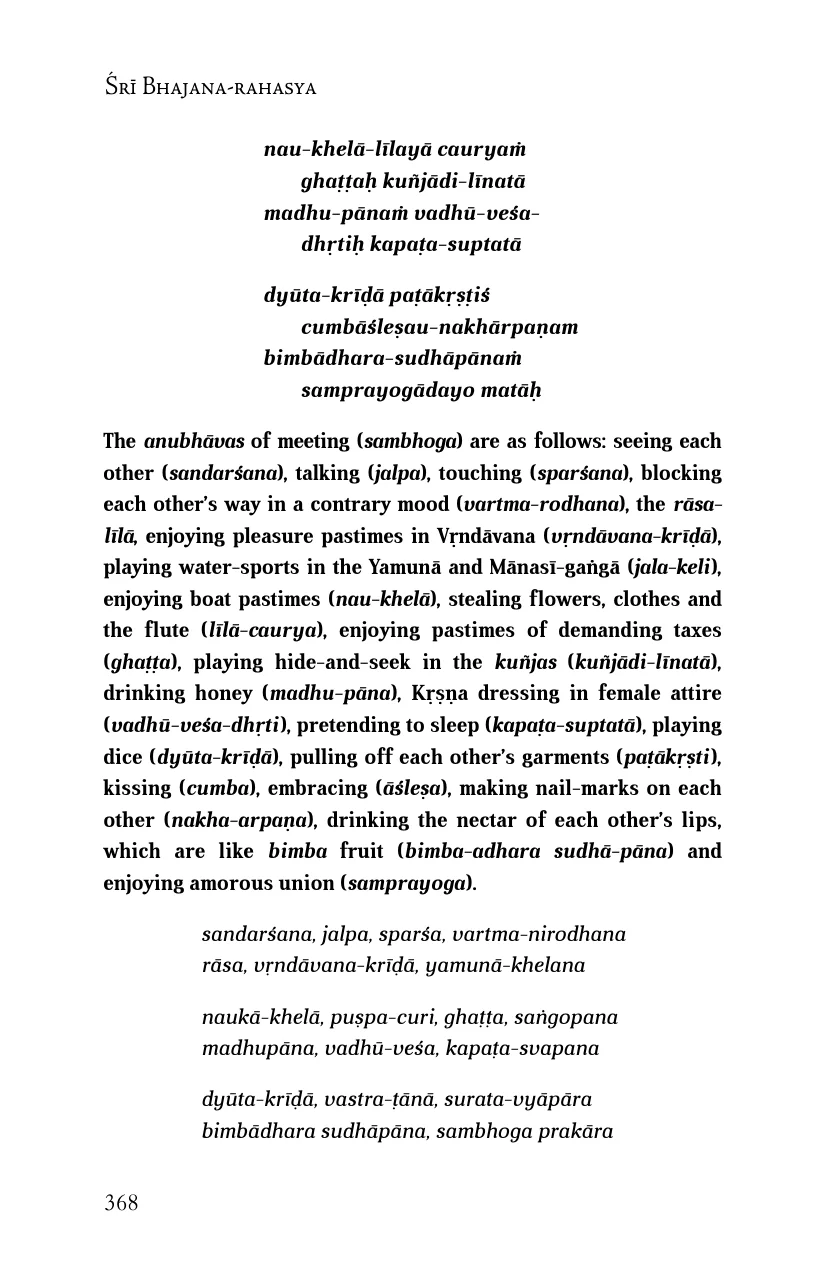 Śrī Bhajana-rahasya
nau-khelā-līlayā cauryaṁ
ghaṭṭaḥ kuñjādi-līnatā
madhu-pānaṁ vadhū-veśa-
dhṛtiḥ kapaṭa-suptatā
dyūta-krīḍā paṭākṛṣṭiś
cumbāśleṣau-nakhārpaṇam
bimbādhara-sudhāpānaṁ
samprayogādayo matāḥ
The anubhāvas of meeting (sambhoga) are as follows: seeing each
other (sandarśana), talking (jalpa), touching (sparśana), blocking
each other’s way in a contrary mood (vartma-rodhana), the rāsa-
līlā, enjoying pleasure pastimes in Vṛndāvana (vṛndāvana-krīḍā),
playing water-sports in the Yamunā and Mānasī-gaṅgā (jala-keli),
enjoying boat pastimes (nau-khelā), stealing flowers, clothes and
the flute (līlā-caurya), enjoying pastimes of demanding taxes
(ghaṭṭa), playing hide-and-seek in the kuñjas (kuñjādi-līnatā),
drinking honey (madhu-pāna), Kṛṣṇa dressing in female attire
(vadhū-veśa-dhṛti), pretending to sleep (kapaṭa-suptatā), playing
dice (dyūta-krīḍā), pulling off each other’s garments (paṭākṛṣti),
kissing (cumba), embracing (āśleṣa), making nail-marks on each
other (nakha-arpaṇa), drinking the nectar of each other’s lips,
which are like bimba fruit (bimba-adhara sudhā-pāna) and
enjoying amorous union (samprayoga).
sandarśana, jalpa, sparśa, vartma-nirodhana
rāsa, vṛndāvana-krīḍā, yamunā-khelana
naukā-khelā, puṣpa-curi, ghaṭṭa, saṅgopana
madhupāna, vadhū-veśa, kapaṭa-svapana
dyūta-krīḍā, vastra-ṭānā, surata-vyāpāra
bimbādhara sudhāpāna, sambhoga prakāra
368